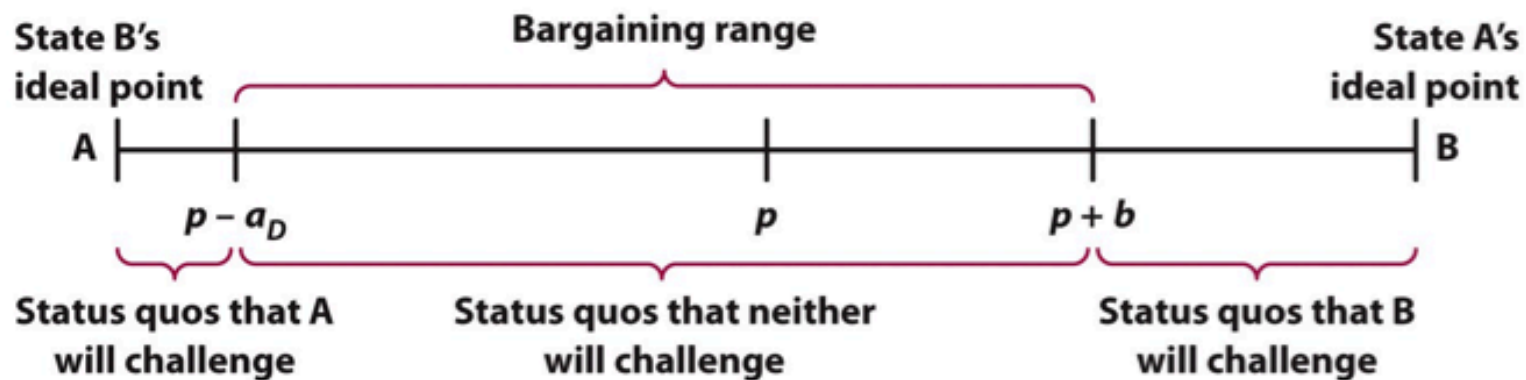 State B's
ideal point
Bargaining range
State A's
ideal point
A
B
p – a_D
p
p + b
Status quos that A
will challenge
Status quos that neither
will challenge
Status quos that B
will challenge